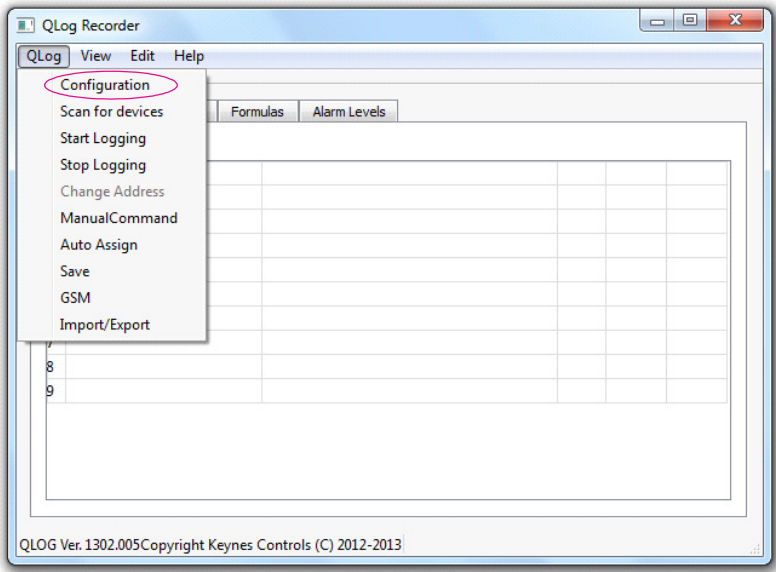 QLog Recorder
QLog View Edit Help
Configuration
Scan for devices
Start Logging
Stop Logging
Change Address
ManualCommand
Auto Assign
Save
GSM
Import/Export
Formulas Alarm Levels
8
9
QLOG Ver. 1302.005Copyright Keynes Controls (C) 2012-2013